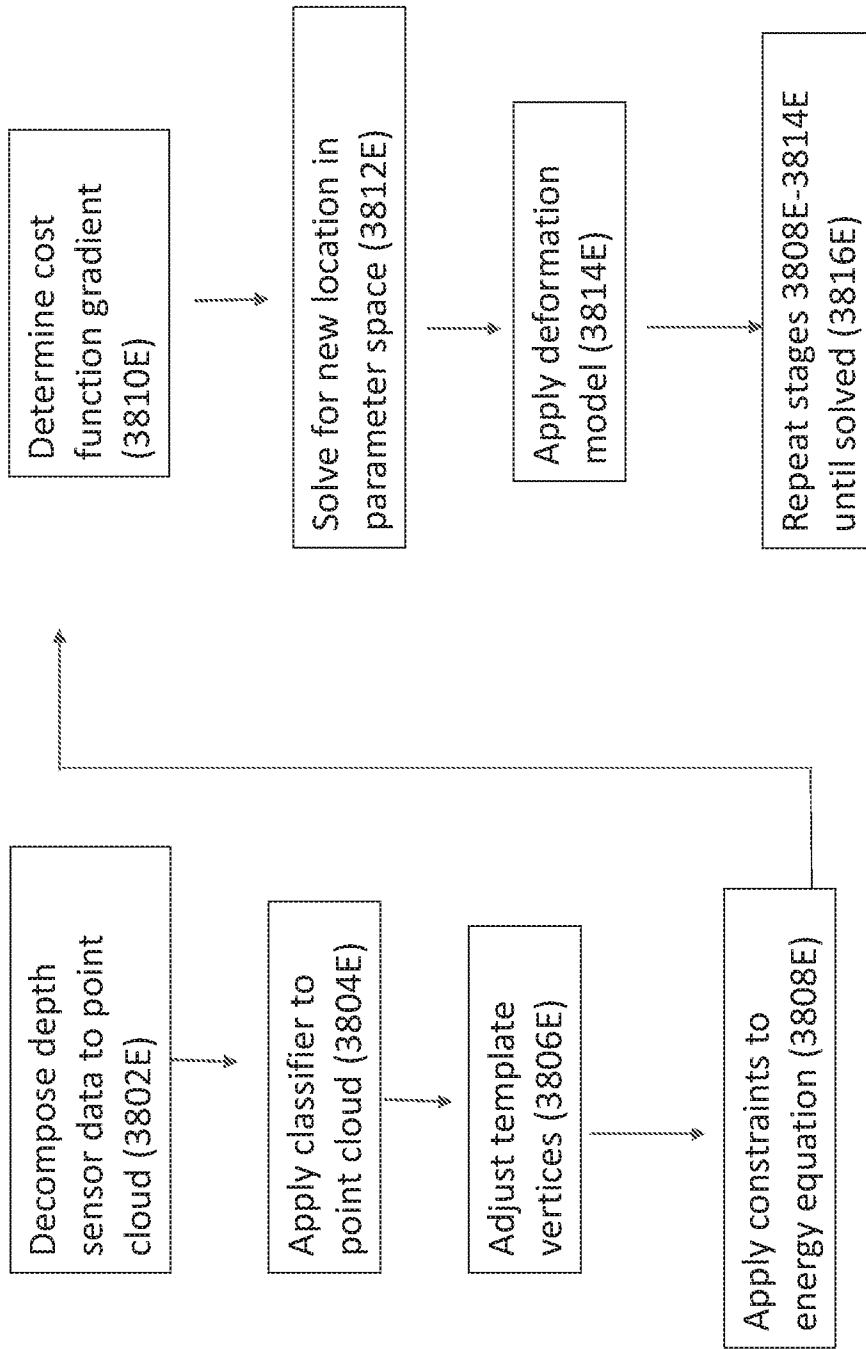 Decompose depth
sensor data to point
cloud (3802E)
Apply classifier to
point cloud (3804E)
Adjust template
vertices (3806E)
Apply constraints to
energy equation (3808E)
Determine cost
function gradient
(3810E)
Solve for new location in
parameter space (3812E)
Apply deformation
model (3814E)
Repeat stages 3808E-3814E
until solved (3816E)